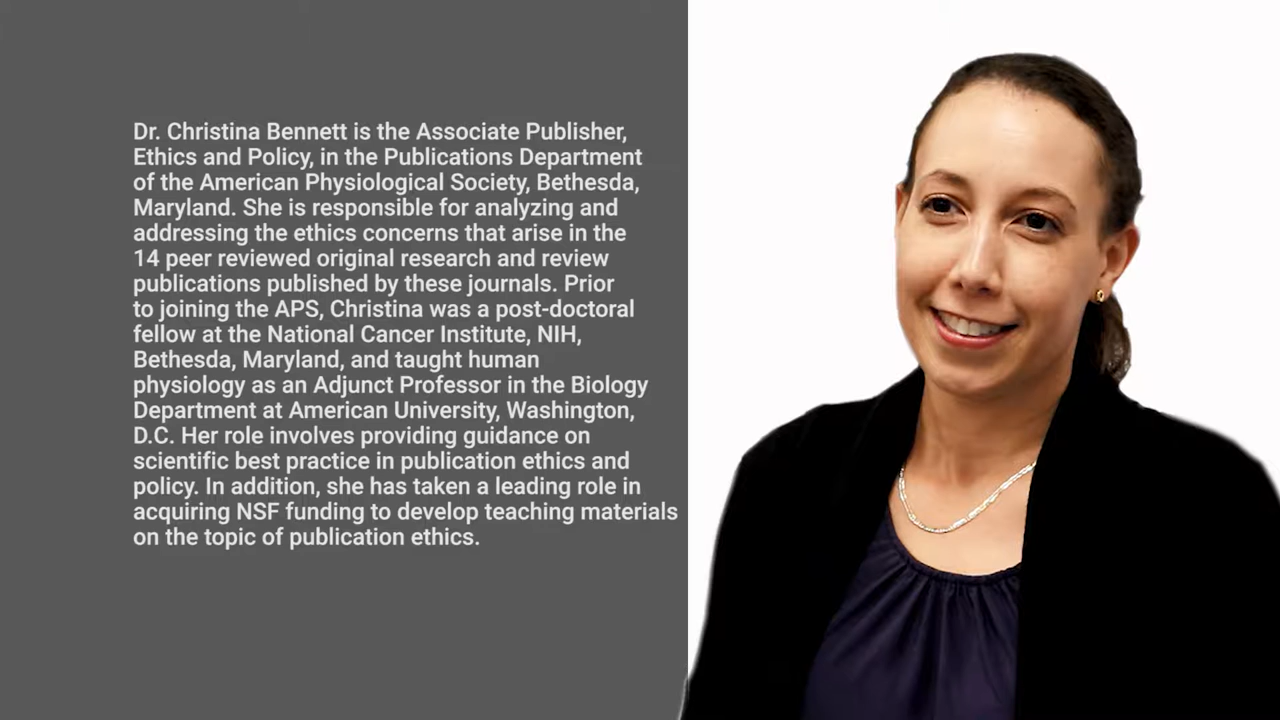 Dr. Christina Bennett is the Associate Publisher,
Ethics and Policy, in the Publications Department
of the American Physiological Society, Bethesda,
Maryland. She is responsible for analyzing and
addressing the ethics concerns that arise in the
14 peer reviewed original research and review
publications published by these journals. Prior
to joining the APS, Christina was a post-doctoral
fellow at the National Cancer Institute, NIH,
Bethesda, Maryland, and taught human
physiology as an Adjunct Professor in the Biology
Department at American University, Washington,
D.C. Her role involves providing guidance on
scientific best practice in publication ethics and
policy. In addition, she has taken a leading role in
acquiring NSF funding to develop teaching materials
on the topic of publication ethics.